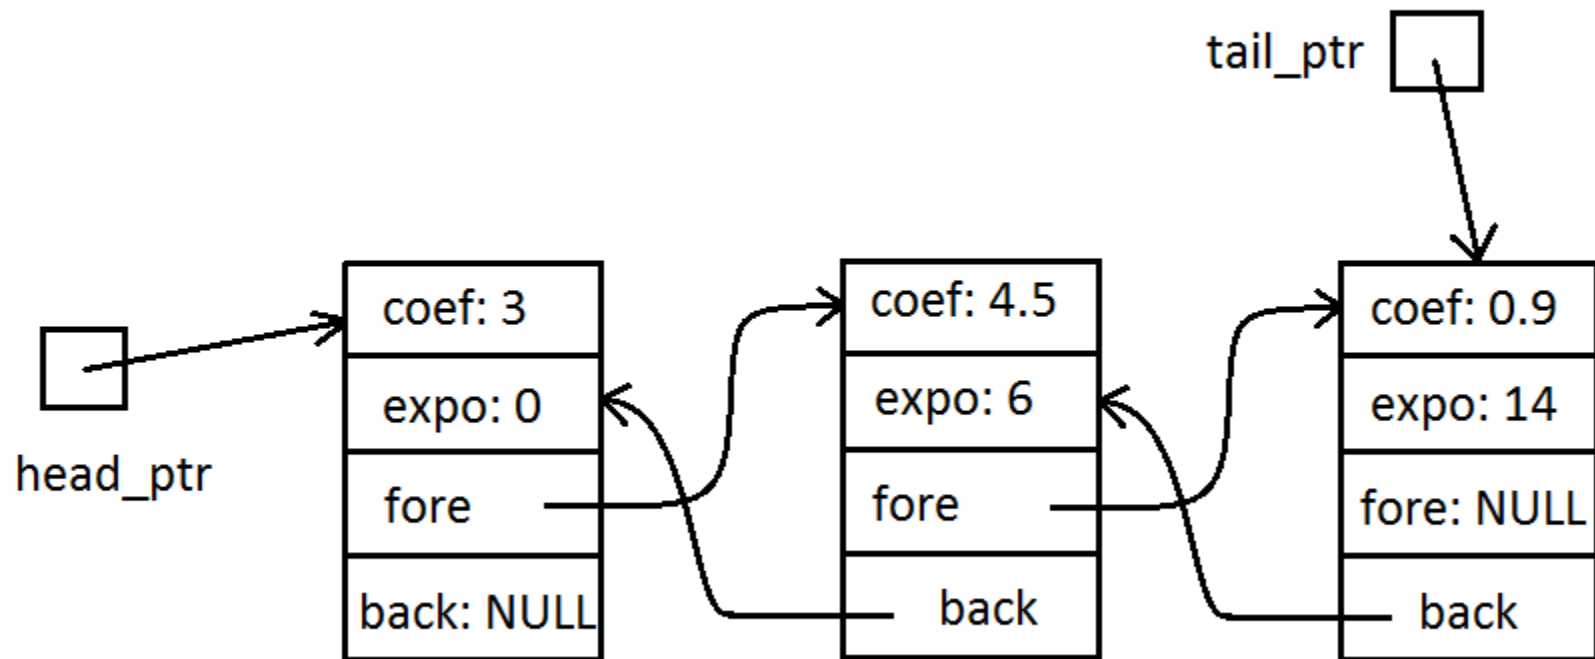 tail_ptr
head_ptr
coef: 3
expo: 0
fore
back: NULL
coef: 4.5
expo: 6
fore
back
coef: 0.9
expo: 14
fore: NULL
back